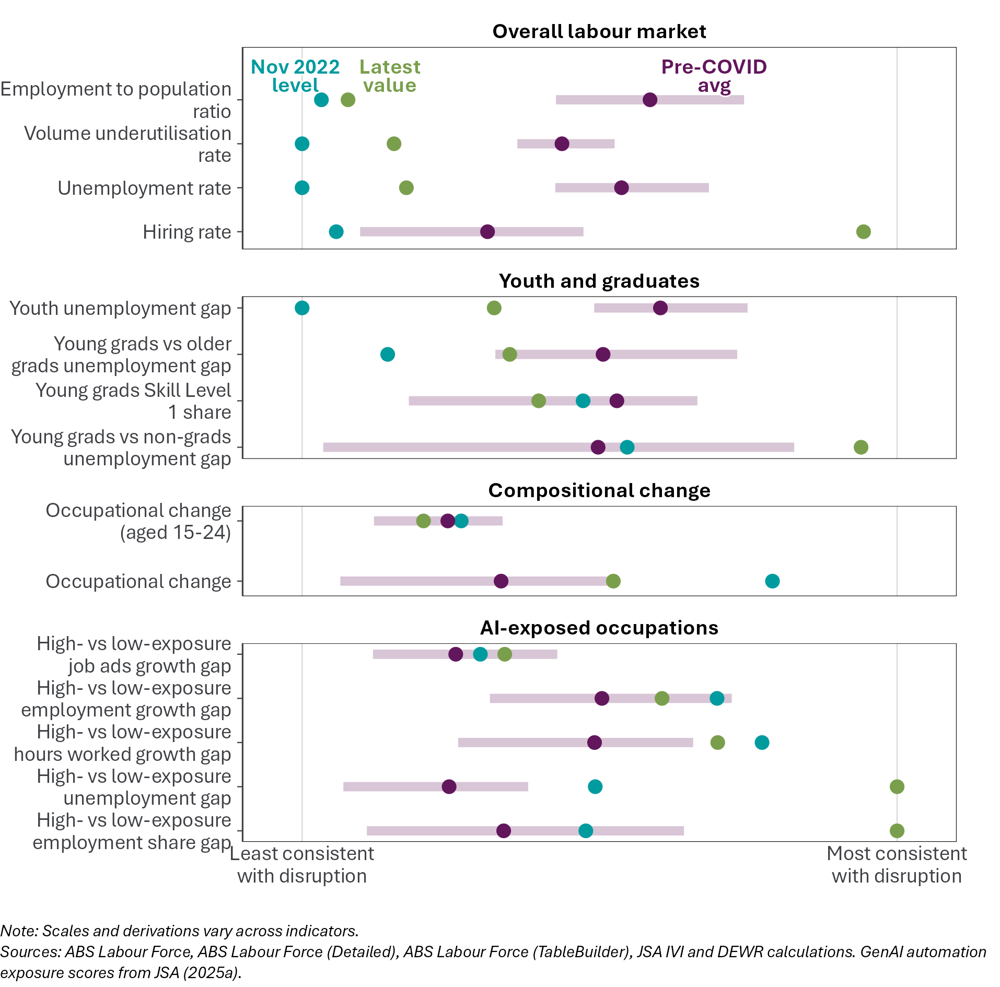 Overall labour market
Nov 2022
level
Latest
value
Pre-COVID
avg
Employment to population
ratio
Volume underutilisation
rate
Unemployment rate
Hiring rate
Youth and graduates
Youth unemployment gap
Young grads vs older
grads unemployment gap
Young grads Skill Level
1 share
Young grads vs non-grads
unemployment gap
Compositional change
Occupational change
(aged 15-24)
Occupational change
AI-exposed occupations
High- vs low-exposure
job ads growth gap
High- vs low-exposure
employment growth gap
High- vs low-exposure
hours worked growth gap
High- vs low-exposure
unemployment gap
High- vs low-exposure
employment share gap
Least consistent
with disruption
Most consistent
with disruption
Note: Scales and derivations vary across indicators.
Sources: ABS Labour Force, ABS Labour Force (Detailed), ABS Labour Force (TableBuilder), JSA IVI and DEWR calculations. GenAI automation
exposure scores from JSA (2025a).